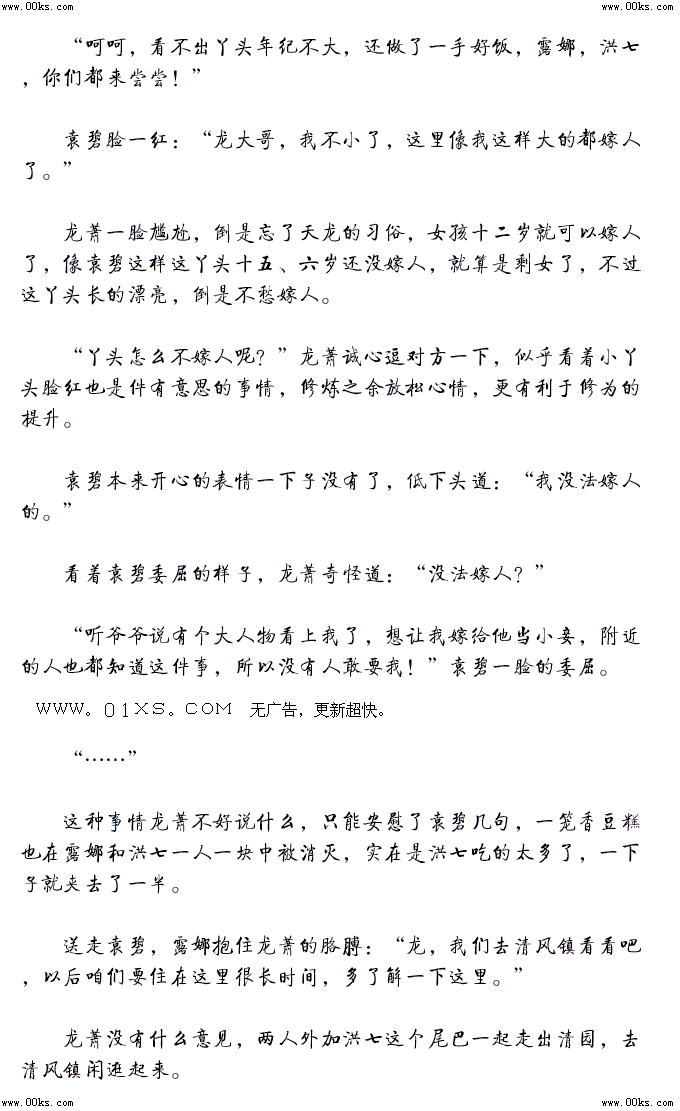 www.00ks.com www.00ks.com
“呵呵，看不出丫头年纪不大，还做了一手好饭，露娜，洪七
，你们都来尝尝！”
袁碧脸一红：“龙大哥，我不小了，这里像我这样大的都嫁人
了。”
龙萧一脸尴尬，倒是忘了天龙的习俗，女孩十二岁就可以嫁人
了，像袁碧这样这丫头十五、六岁还没嫁人，就算是剩女了，不过
这丫头长的漂亮，倒是不愁嫁人。
“丫头怎么不嫁人呢？”龙萧诚心逗对方一下，似乎看着小丫
头脸红也是件有意思的事情，修炼之余放松心情，更有利于修为的
提升。
袁碧本来开心的表情一下子没有了，低下头道：“我没法嫁人
的。”
看着袁碧委屈的样子，龙萧奇怪道：“没法嫁人？”
“听爷爷说有个大人物看上我了，想让我嫁给他当小妾，附近
的人也都知道这件事，所以没有人敢要我！”袁碧一脸的委屈。
WWW。01XS。COM 无广告，更新超快。
“……”
这种事情龙萧不好说什么，只能安慰了袁碧几句，一笼香豆糕
也在露娜和洪七一人一块中被消灭，实在是洪七吃的太多了，一下
子就夹去了一半。
送走袁碧，露娜抱住龙萧的胳膊：“龙，我们去清风镇看看吧
，以后咱们要住在这里很长时间，多了解一下这里。”
龙萧没有什么意见，两人外加洪七这个尾巴一起走出清园，去
清风镇闲逛起来。
www.00ks.com www.00ks.com